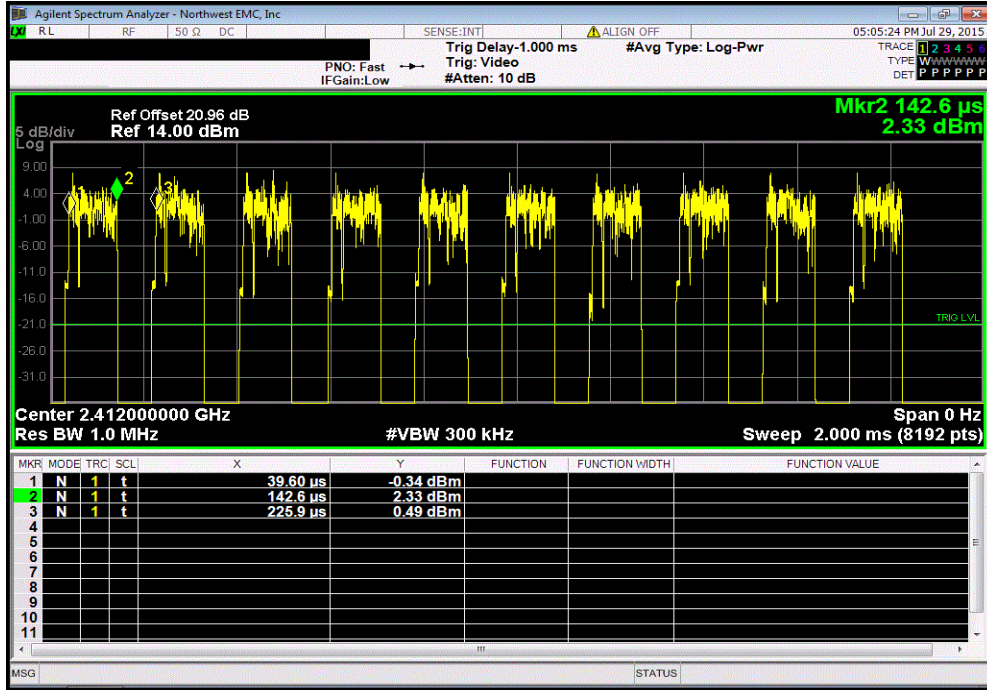 Agilent Spectrum Analyzer - Northwest EMC, Inc
LXI RL RF 50 Ω DC SENSE:INT ALIGN OFF 05:05:24 PM Jul 29, 2015
Trig Delay-1.000 ms #Avg Type: Log-Pwr TRACE 1 2 3 4 5 6
PNO: Fast Trig: Video TYPE W
IFGain:Low #Atten: 10 dB DET P P P P P P
Mkr2 142.6 µs
Ref Offset 20.96 dB
5 dB/div Ref 14.00 dBm 2.33 dBm
Log
9.00
4.00
-1.00
-6.00
-11.0
-16.0
-21.0
-26.0
-31.0
1 2 3
TRIG LVL
Center 2.412000000 GHz Span 0 Hz
Res BW 1.0 MHz #VBW 300 kHz Sweep 2.000 ms (8192 pts)
MKR MODE TRC SCL X Y FUNCTION FUNCTION WIDTH FUNCTION VALUE
1 N 1 t 39.60 µs -0.34 dBm
2 N 1 t 142.6 µs 2.33 dBm
3 N 1 t 225.9 µs 0.49 dBm
4
5
6
7
8
9
10
11
MSG STATUS